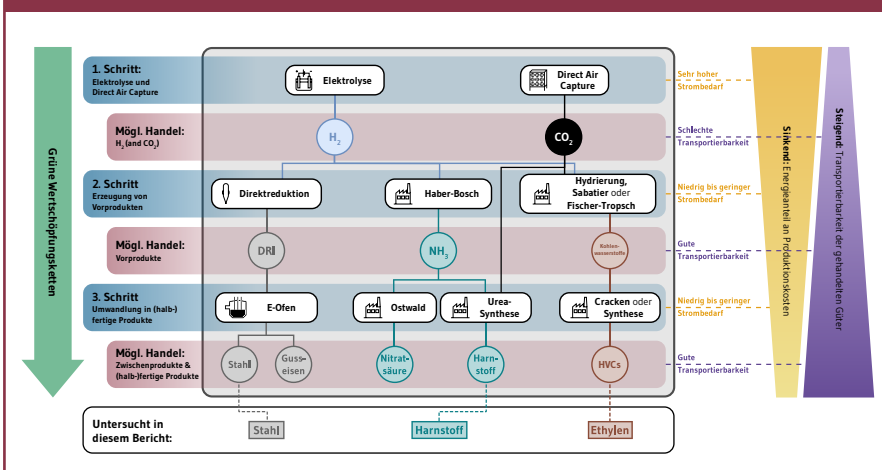 Grüne Wertschöpfungsketten
1. Schritt:
Elektrolyse und
Direct Air Capture
Elektrolyse
Direct Air
Capture
Sehr hoher
Strombedarf
Mögl. Handel:
H₂ (and CO₂)
H₂
CO₂
Schlechte
Transportierbarkeit
2. Schritt
Erzeugung von
Vorprodukten
Direktreduktion
Haber-Bosch
Hydrierung,
Sabatier oder
Fischer-Tropsch
Niedrig bis geringer
Strombedarf
Mögl. Handel:
Vorprodukte
DRI
NH₃
Kohlen-
wasserstoffe
Gute
Transportierbarkeit
3. Schritt
Umwandlung in (halb-)
fertige Produkte
E-Ofen
Ostwald
Urea-
Synthese
Cracken oder
Synthese
Niedrig bis geringer
Strombedarf
Mögl. Handel:
Zwischenprodukte &
(halb-)fertige Produkte
Stahl
Guss-
eisen
Nitrat-
säure
Harn-
stoff
HVCs
Gute
Transportierbarkeit
Sinkend: Energieanteil an Produktionskosten
Steigend: Transportierbarkeit der gehandelten Güter
Untersucht in
diesem Bericht:
Stahl
Harnstoff
Ethylen